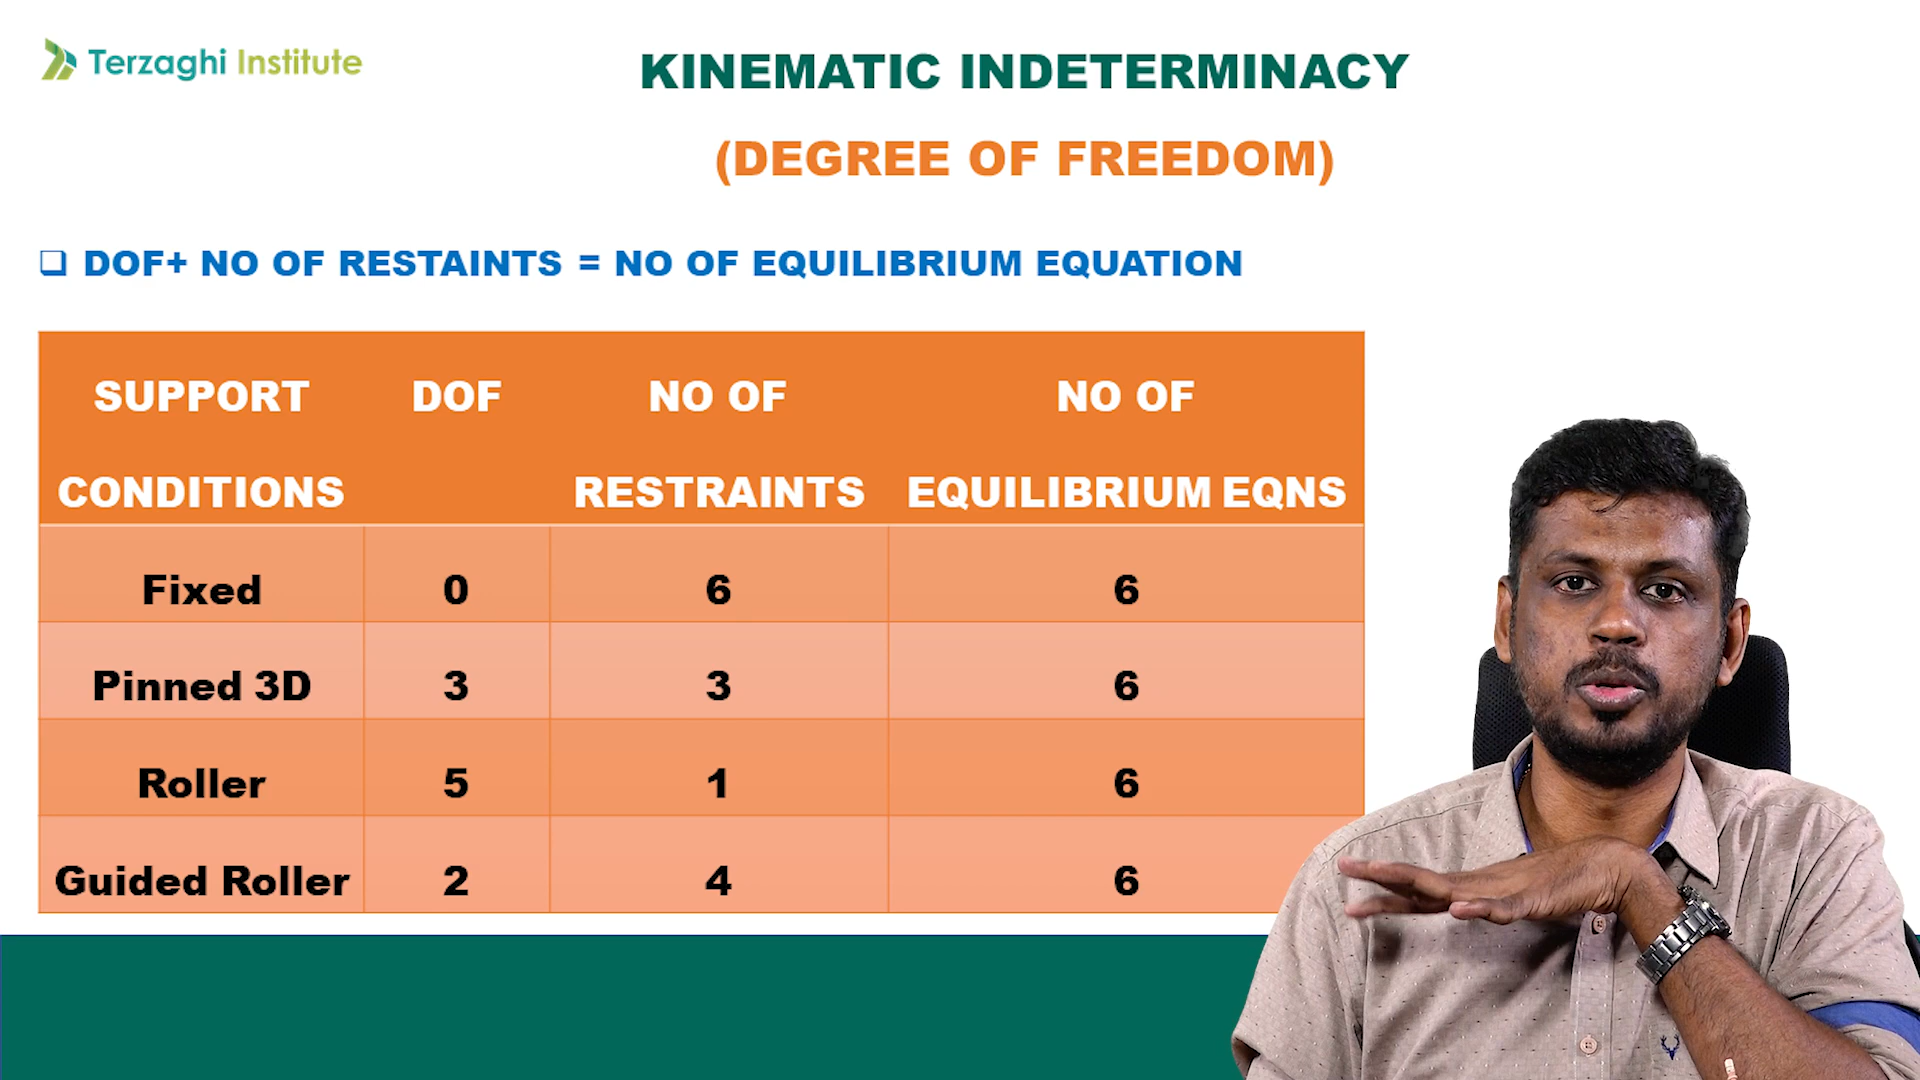 Terzaghi Institute
KINEMATIC INDETERMINACY
(DEGREE OF FREEDOM)
❑ DOF+ NO OF RESTAINTS = NO OF EQUILIBRIUM EQUATION
SUPPORT CONDITIONS DOF NO OF RESTRAINTS NO OF EQUILIBRIUM EQNS
Fixed 0 6 6
Pinned 3D 3 3 6
Roller 5 1 6
Guided Roller 2 4 6